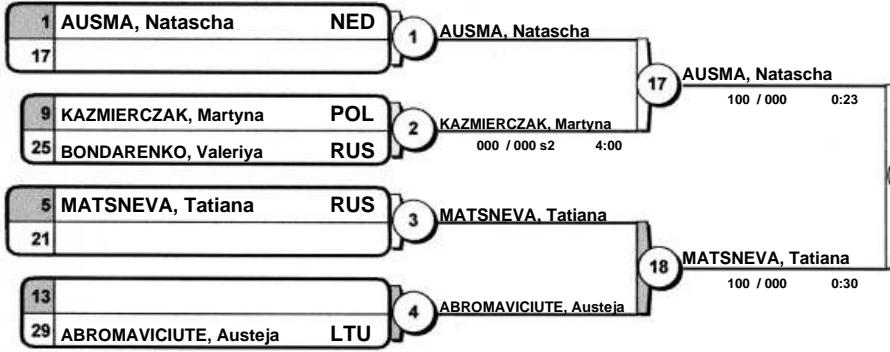 1 AUSMA, Natascha NED
17
1
AUSMA, Natascha
9 KAZMIERCZAK, Martyna POL
25 BONDARENKO, Valeriya RUS
2
KAZMIERCZAK, Martyna
000 / 000 s2 4:00
17
AUSMA, Natascha
100 / 000 0:23
5 MATSNEVA, Tatiana RUS
21
3
MATSNEVA, Tatiana
13
29 ABROMAVICIUTE, Austeja LTU
4
ABROMAVICIUTE, Austeja
18
MATSNEVA, Tatiana
100 / 000 0:30